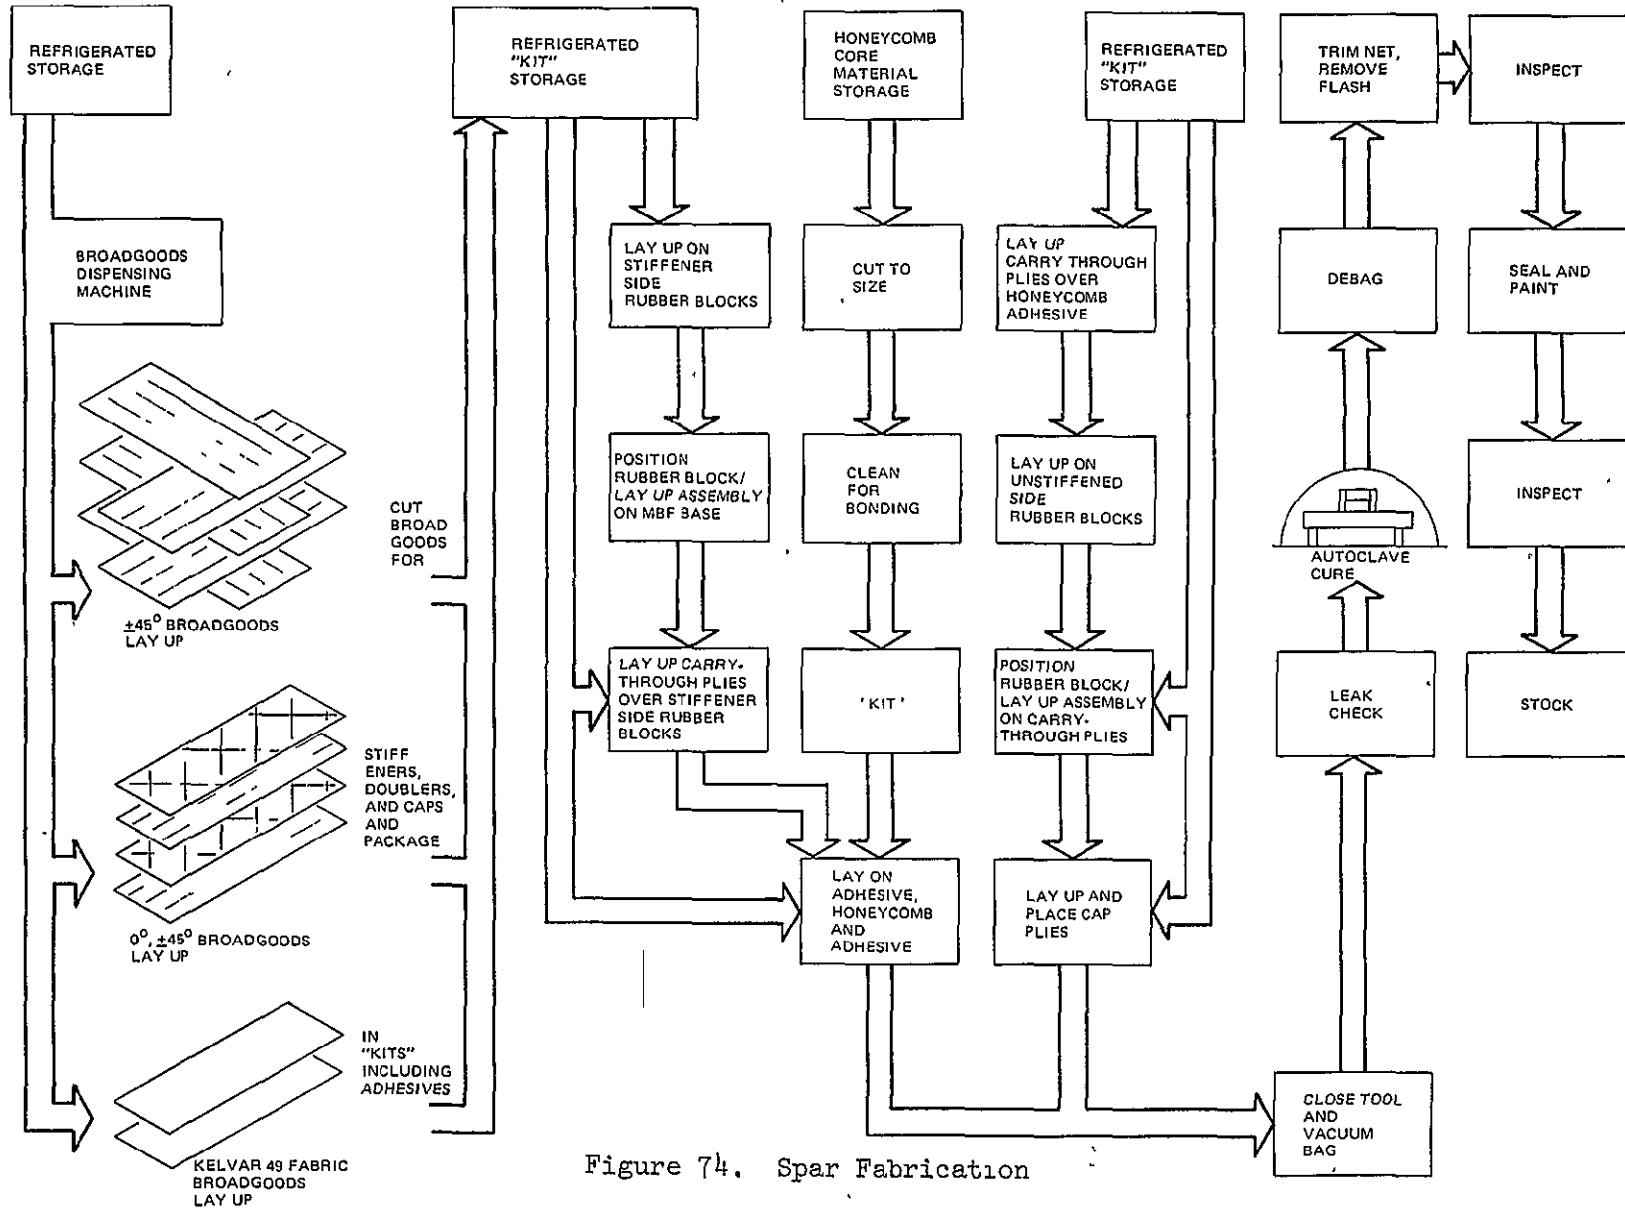 REFRIGERATED
STORAGE
BROADGOODS
DISPENSING
MACHINE
±45° BROADGOODS
LAY UP
0°, ±45° BROADGOODS
LAY UP
KELVAR 49 FABRIC
BROADGOODS
LAY UP
CUT
BROAD
GOODS
FOR
STIFF
ENERS,
DOUBLERS,
AND CAPS
AND
PACKAGE
IN
"KITS"
INCLUDING
ADHESIVES
REFRIGERATED
"KIT"
STORAGE
LAY UP ON
STIFFENER
SIDE
RUBBER BLOCKS
POSITION
RUBBER BLOCK/
LAY UP ASSEMBLY
ON MBF BASE
LAY UP CARRY-
THROUGH PLIES
OVER STIFFENER
SIDE RUBBER
BLOCKS
HONEYCOMB
CORE
MATERIAL
STORAGE
CUT TO
SIZE
CLEAN
FOR
BONDING
'KIT'
LAY ON
ADHESIVE,
HONEYCOMB
AND
ADHESIVE
REFRIGERATED
"KIT"
STORAGE
LAY UP
CARRY THROUGH
PLIES OVER
HONEYCOMB
ADHESIVE
LAY UP ON
UNSTIFFENED
SIDE
RUBBER BLOCKS
POSITION
RUBBER BLOCK/
LAY UP ASSEMBLY
ON CARRY-
THROUGH PLIES
LAY UP AND
PLACE CAP
PLIES
CLOSE TOOL
AND
VACUUM
BAG
LEAK
CHECK
AUTOCLAVE
CURE
DEBAG
TRIM NET,
REMOVE
FLASH
INSPECT
SEAL AND
PAINT
INSPECT
STOCK
Figure 74. Spar Fabrication